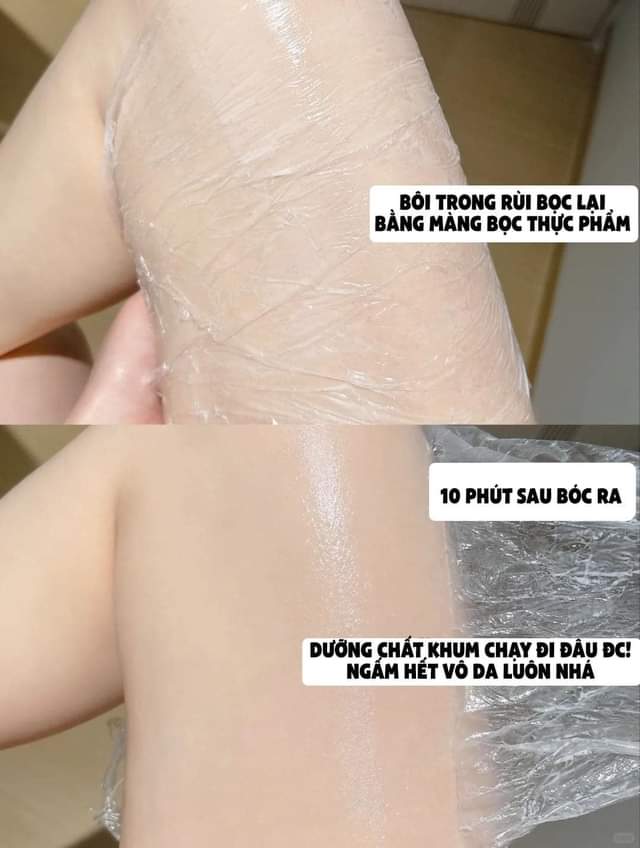 BÔI TRONG RÙI BỌC LẠI
BẰNG MÀNG BỌC THỰC PHẨM
10 PHÚT SAU BÓC RA
DƯỠNG CHẤT KHUM CHẠY ĐI ĐÂU ĐC!
NGẤM HẾT VÔ DA LUÔN NHÁ